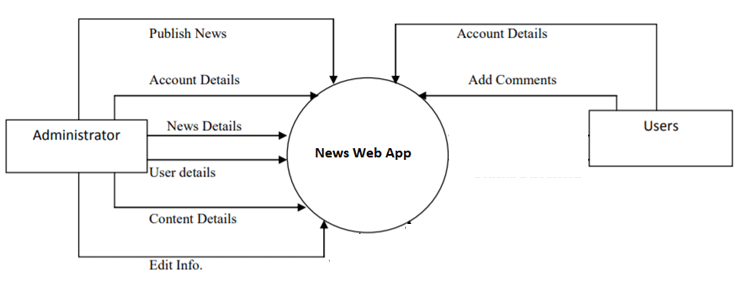 Publish News
Account Details
Account Details
Add Comments
Administrator
News Details
Users
News Web App
User details
Content Details
Edit Info.